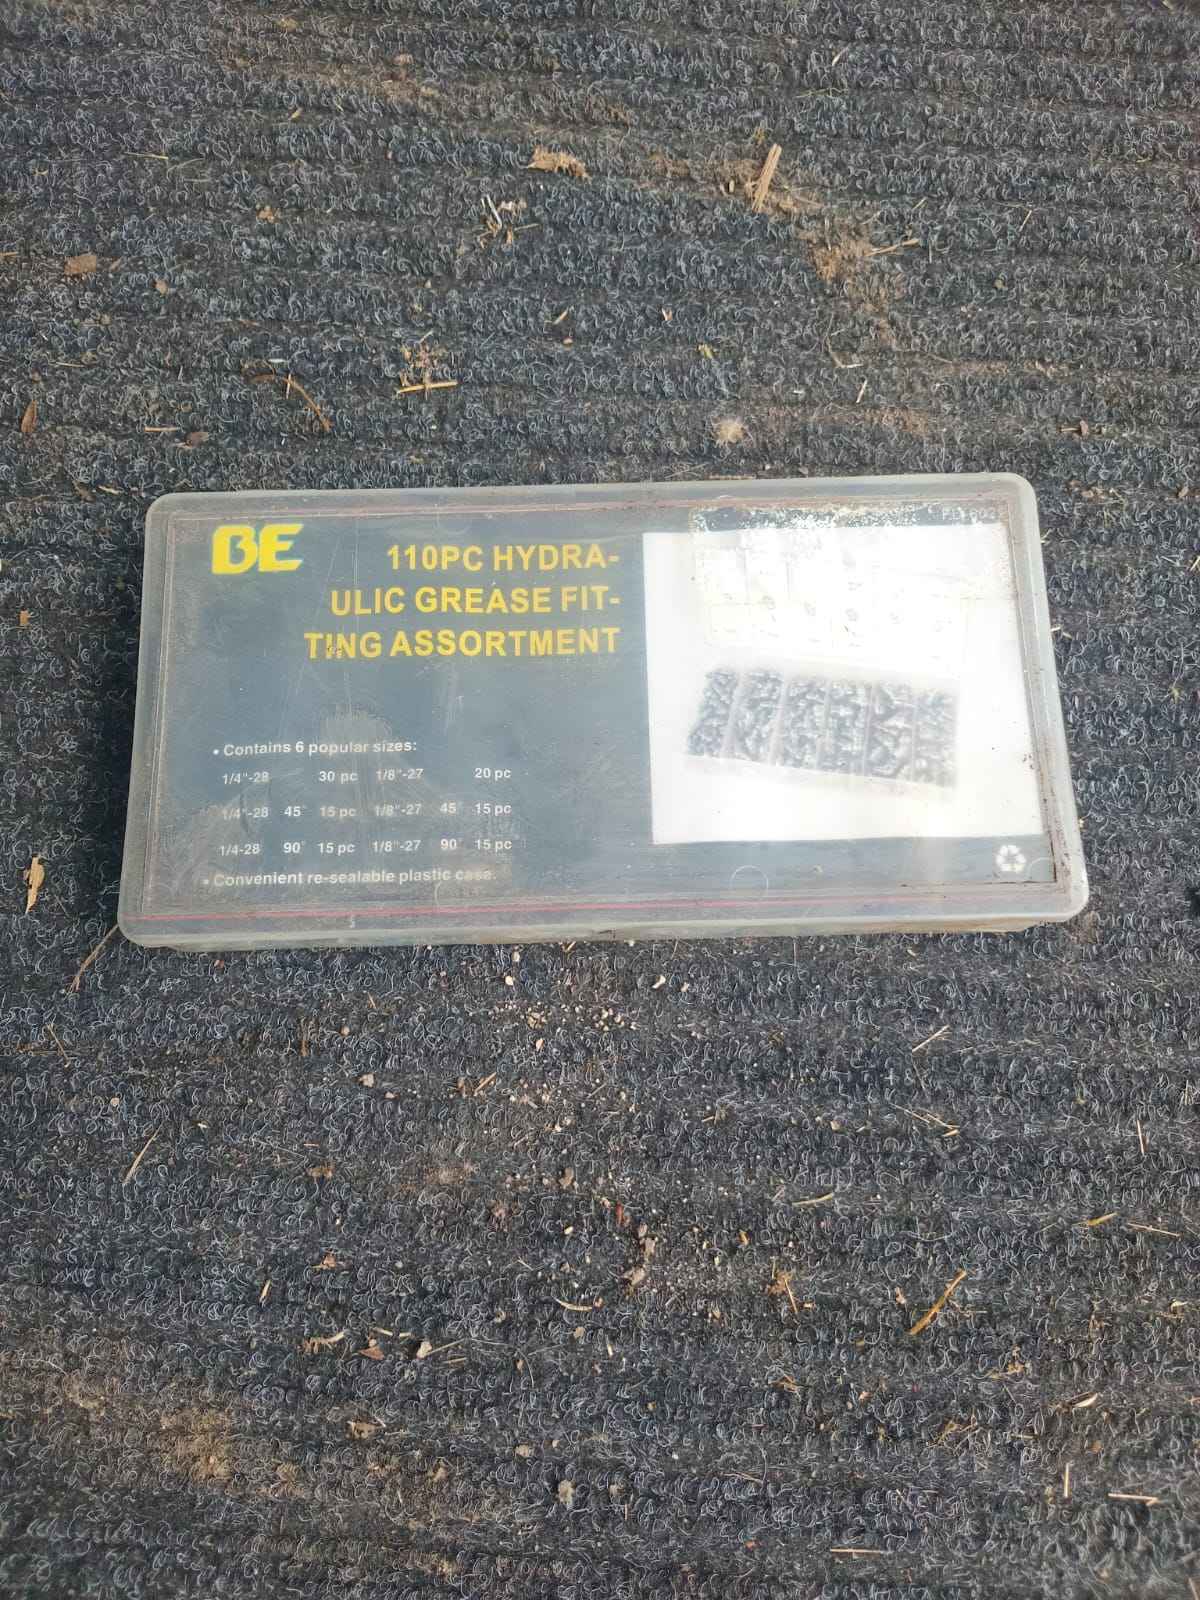 BE
110PC HYDRA-
ULIC GREASE FIT-
TING ASSORTMENT
• Contains 6 popular sizes:
1/4"-28 30 pc 1/8"-27 20 pc
1/4"-28 45° 15 pc 1/8"-27 45° 15 pc
1/4-28 90° 15 pc 1/8"-27 90° 15 pc
• Convenient re-sealable plastic case.